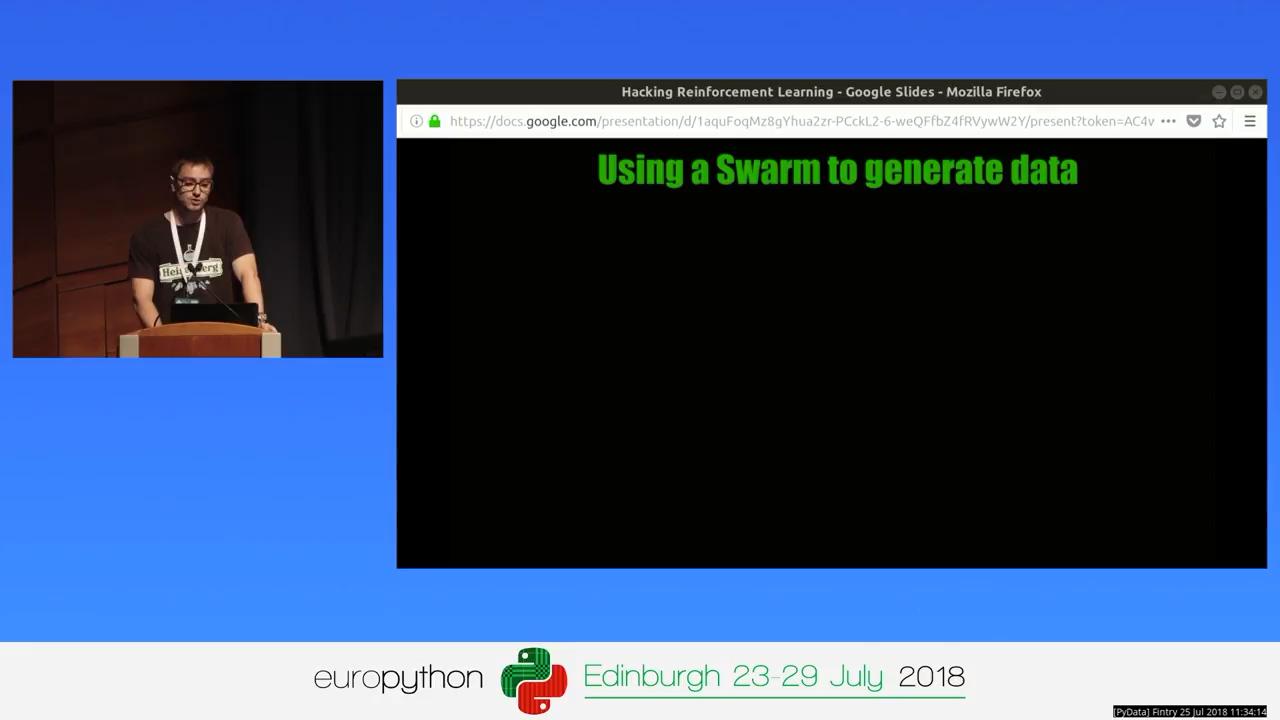 Hacking Reinforcement Learning - Google Slides - Mozilla Firefox
https://docs.google.com/presentation/d/1aquFoqMz8gYhua2zr-PCckL2-6-weQFfbZ4fRVywW2Y/present?token=AC4v
Using a Swarm to generate data
europython Edinburgh 23-29 July 2018
[PyData] Fintry 25 Jul 2018 11:34:14